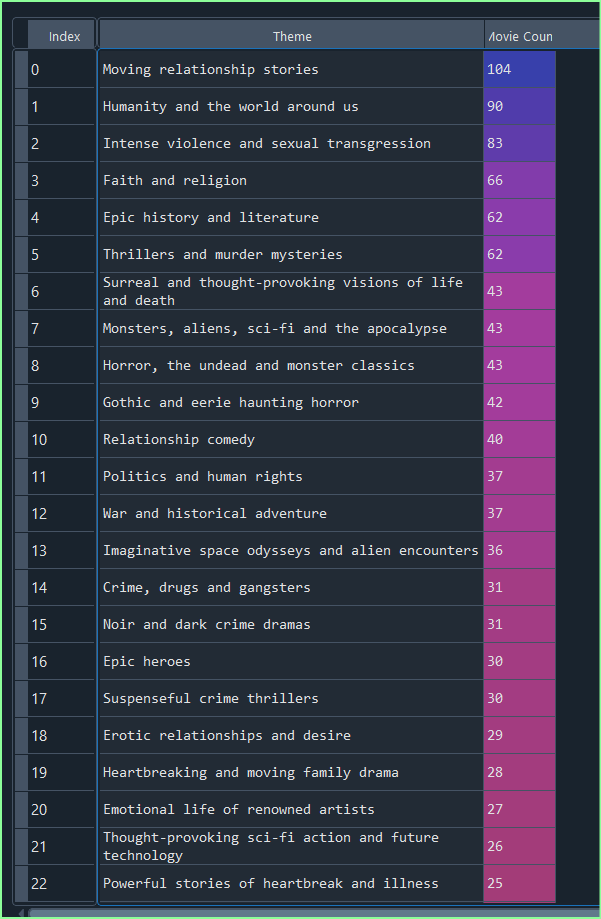 Index Theme Movie Coun
0 Moving relationship stories 104
1 Humanity and the world around us 90
2 Intense violence and sexual transgression 83
3 Faith and religion 66
4 Epic history and literature 62
5 Thrillers and murder mysteries 62
6 Surreal and thought-provoking visions of life 43
and death
7 Monsters, aliens, sci-fi and the apocalypse 43
8 Horror, the undead and monster classics 43
9 Gothic and eerie haunting horror 42
10 Relationship comedy 40
11 Politics and human rights 37
12 War and historical adventure 37
13 Imaginative space odysseys and alien encounters 36
14 Crime, drugs and gangsters 31
15 Noir and dark crime dramas 31
16 Epic heroes 30
17 Suspenseful crime thrillers 30
18 Erotic relationships and desire 29
19 Heartbreaking and moving family drama 28
20 Emotional life of renowned artists 27
21 Thought-provoking sci-fi action and future 26
technology
22 Powerful stories of heartbreak and illness 25